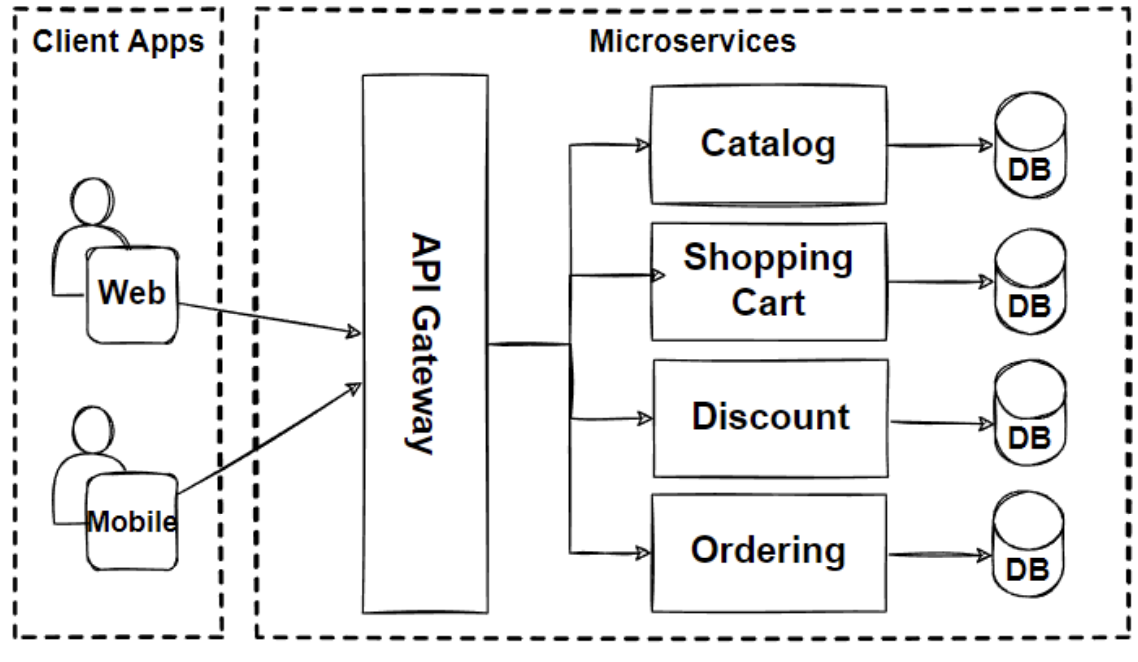 Client Apps
Microservices
Web
Mobile
API Gateway
Catalog
DB
Shopping
Cart
DB
Discount
DB
Ordering
DB